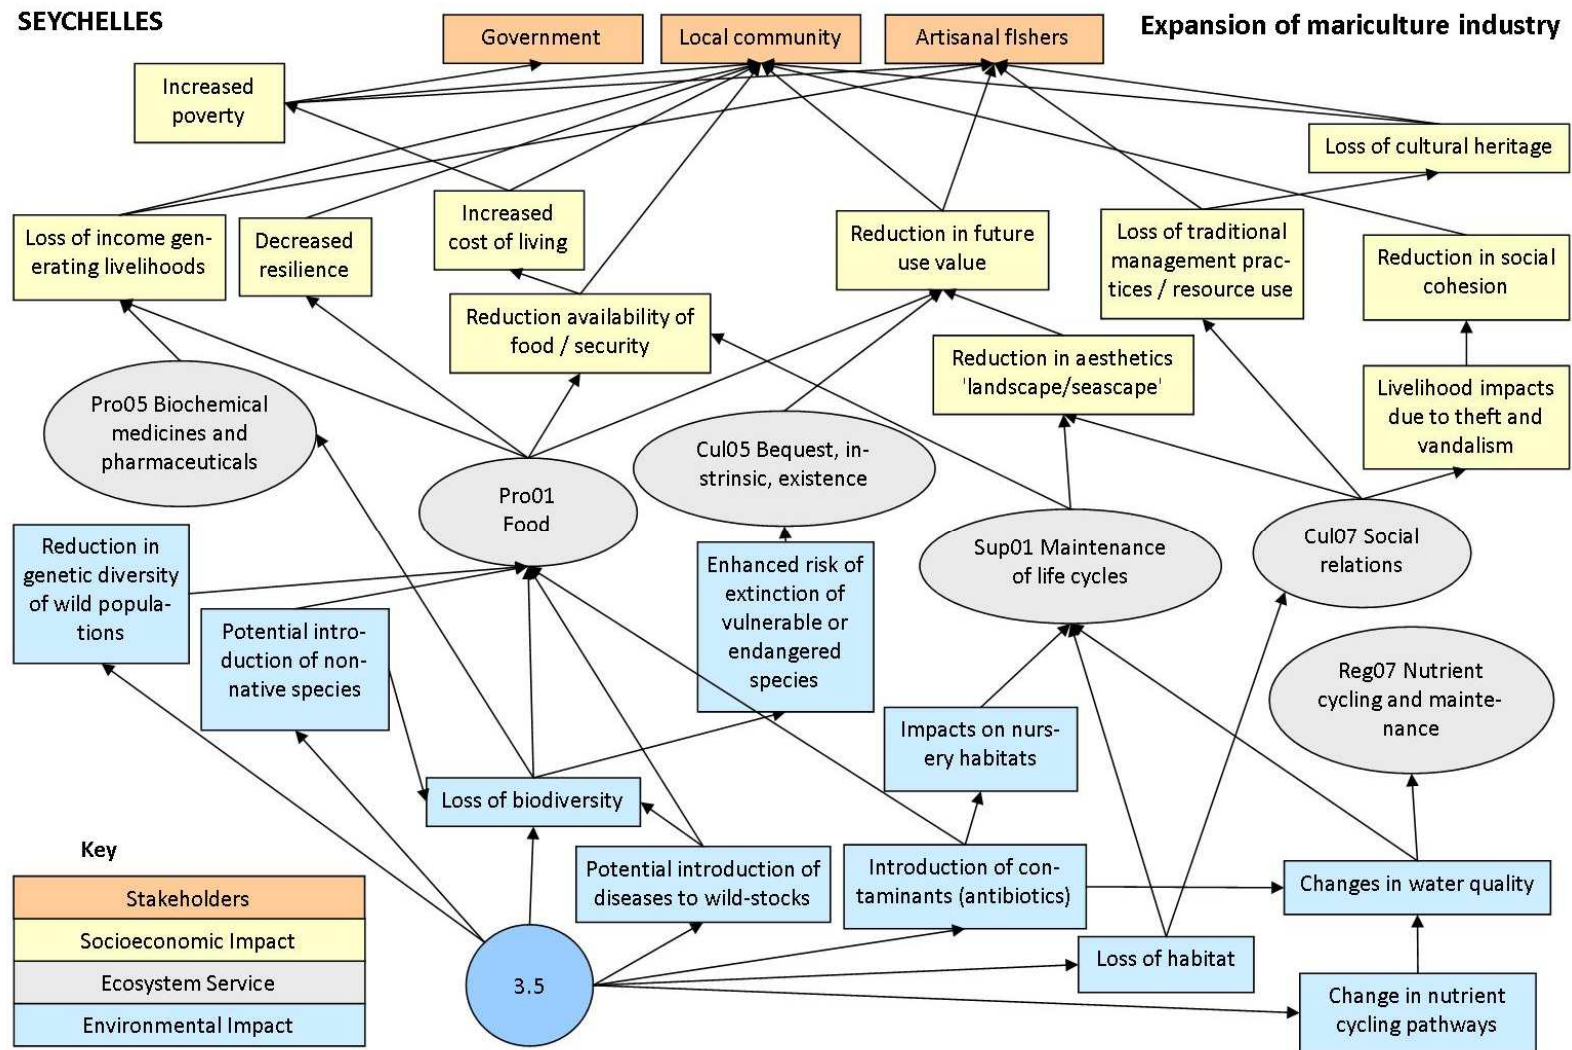 SEYCHELLES
Expansion of mariculture industry
Government
Local community
Artisanal fishers
Increased
poverty
Loss of cultural heritage
Loss of income gen-
erating livelihoods
Decreased
resilience
Increased
cost of living
Reduction in future
use value
Loss of traditional
management prac-
tices / resource use
Reduction in social
cohesion
Reduction availability of
food / security
Reduction in aesthetics
'landscape/seascape'
Livelihood impacts
due to theft and
vandalism
Pro05 Biochemical
medicines and
pharmaceuticals
Pro01
Food
Cul05 Bequest, in-
strinsic, existence
Sup01 Maintenance
of life cycles
Cul07 Social
relations
Reg07 Nutrient
cycling and mainte-
nance
Reduction in
genetic diversity
of wild popula-
tions
Potential intro-
duction of non-
native species
Enhanced risk of
extinction of
vulnerable or
endangered
species
Impacts on nurs-
ery habitats
Loss of biodiversity
Potential introduction of
diseases to wild-stocks
Introduction of con-
taminants (antibiotics)
Changes in water quality
Loss of habitat
Change in nutrient
cycling pathways
3.5
Key
Stakeholders
Socioeconomic Impact
Ecosystem Service
Environmental Impact